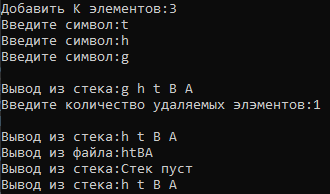 Добавить К элементов:3
Введите символ:t
Введите символ:h
Введите символ:g
Вывод из стека:g h t B A
Введите количество удаляемых элэментов:1
Вывод из стека:h t B A
Вывод из файла:htBA
Вывод из стека:Стек пуст
Вывод из стека:h t B A